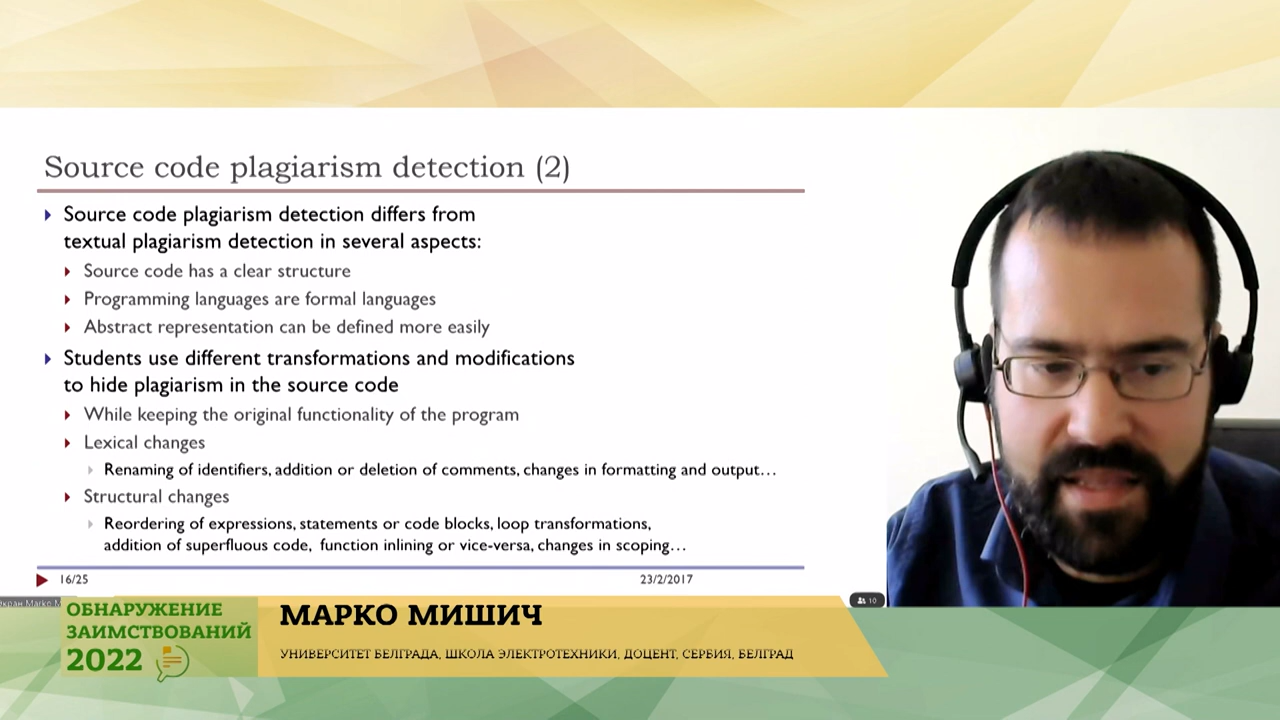 Source code plagiarism detection (2)
Source code plagiarism detection differs from
textual plagiarism detection in several aspects:
Source code has a clear structure
Programming languages are formal languages
Abstract representation can be defined more easily
Students use different transformations and modifications
to hide plagiarism in the source code
While keeping the original functionality of the program
Lexical changes
Renaming of identifiers, addition or deletion of comments, changes in formatting and output…
Structural changes
Reordering of expressions, statements or code blocks, loop transformations,
addition of superfluous code, function inlining or vice-versa, changes in scoping…
16/25
23/2/2017
10
ОБНАРУЖЕНИЕ
ЗАИМСТВОВАНИЙ
2022
МАРКО МИШИЧ
УНИВЕРСИТЕТ БЕЛГРАДА, ШКОЛА ЭЛЕКТРОТЕХНИКИ, ДОЦЕНТ, СЕРБИЯ, БЕЛГРАД